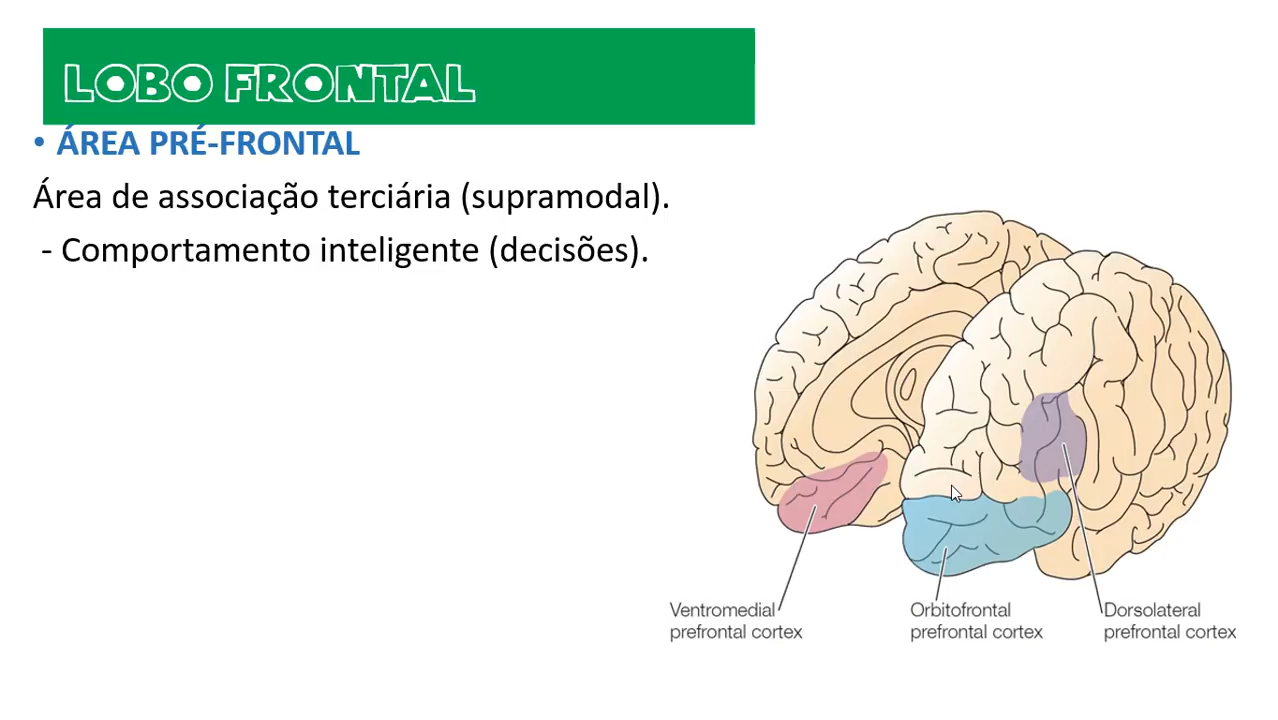 LOBO FRONTAL
• ÁREA PRÉ-FRONTAL
Área de associação terciária (supramodal).
- Comportamento inteligente (decisões).
Ventromedial
prefrontal cortex
Orbitofrontal
prefrontal cortex
Dorsolateral
prefrontal cortex